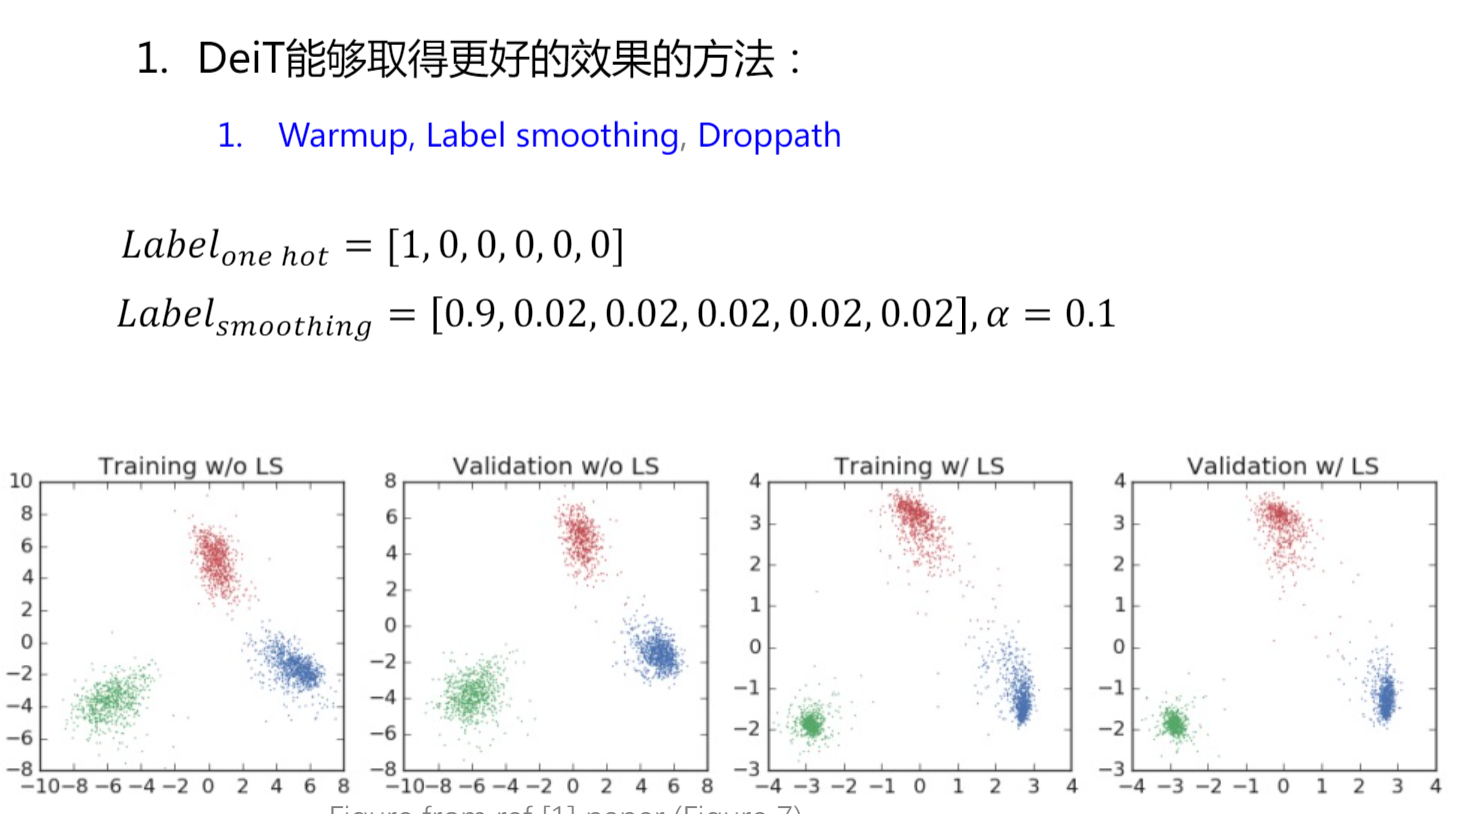 1. DeiT能够取得更好的效果的方法：
1. Warmup, Label smoothing, Droppath
Label_{one hot} = [1, 0, 0, 0, 0, 0]
Label_{smoothing} = [0.9, 0.02, 0.02, 0.02, 0.02, 0.02], α = 0.1
Training w/o LS
10
8
6
4
2
0
−2
−4
−6
−8
−10 −8 −6 −4 −2 0 2 4 6 8
Validation w/o LS
8
6
4
2
0
−2
−4
−6
−8
−10 −8 −6 −4 −2 0 2 4 6 8
Training w/ LS
4
3
2
1
0
−1
−2
−3
−4 −3 −2 −1 0 1 2 3 4
Validation w/ LS
4
3
2
1
0
−1
−2
−3
−4 −3 −2 −1 0 1 2 3 4
Figure from ref [1] paper (Figure 7)